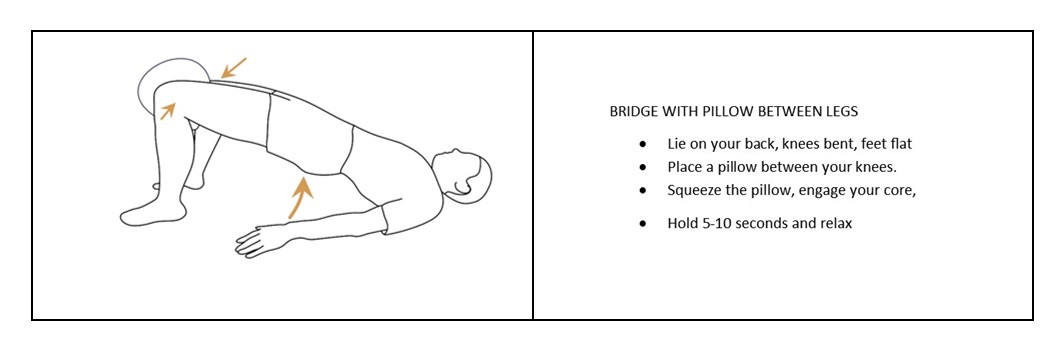 BRIDGE WITH PILLOW BETWEEN LEGS
• Lie on your back, knees bent, feet flat
• Place a pillow between your knees.
• Squeeze the pillow, engage your core,
• Hold 5-10 seconds and relax